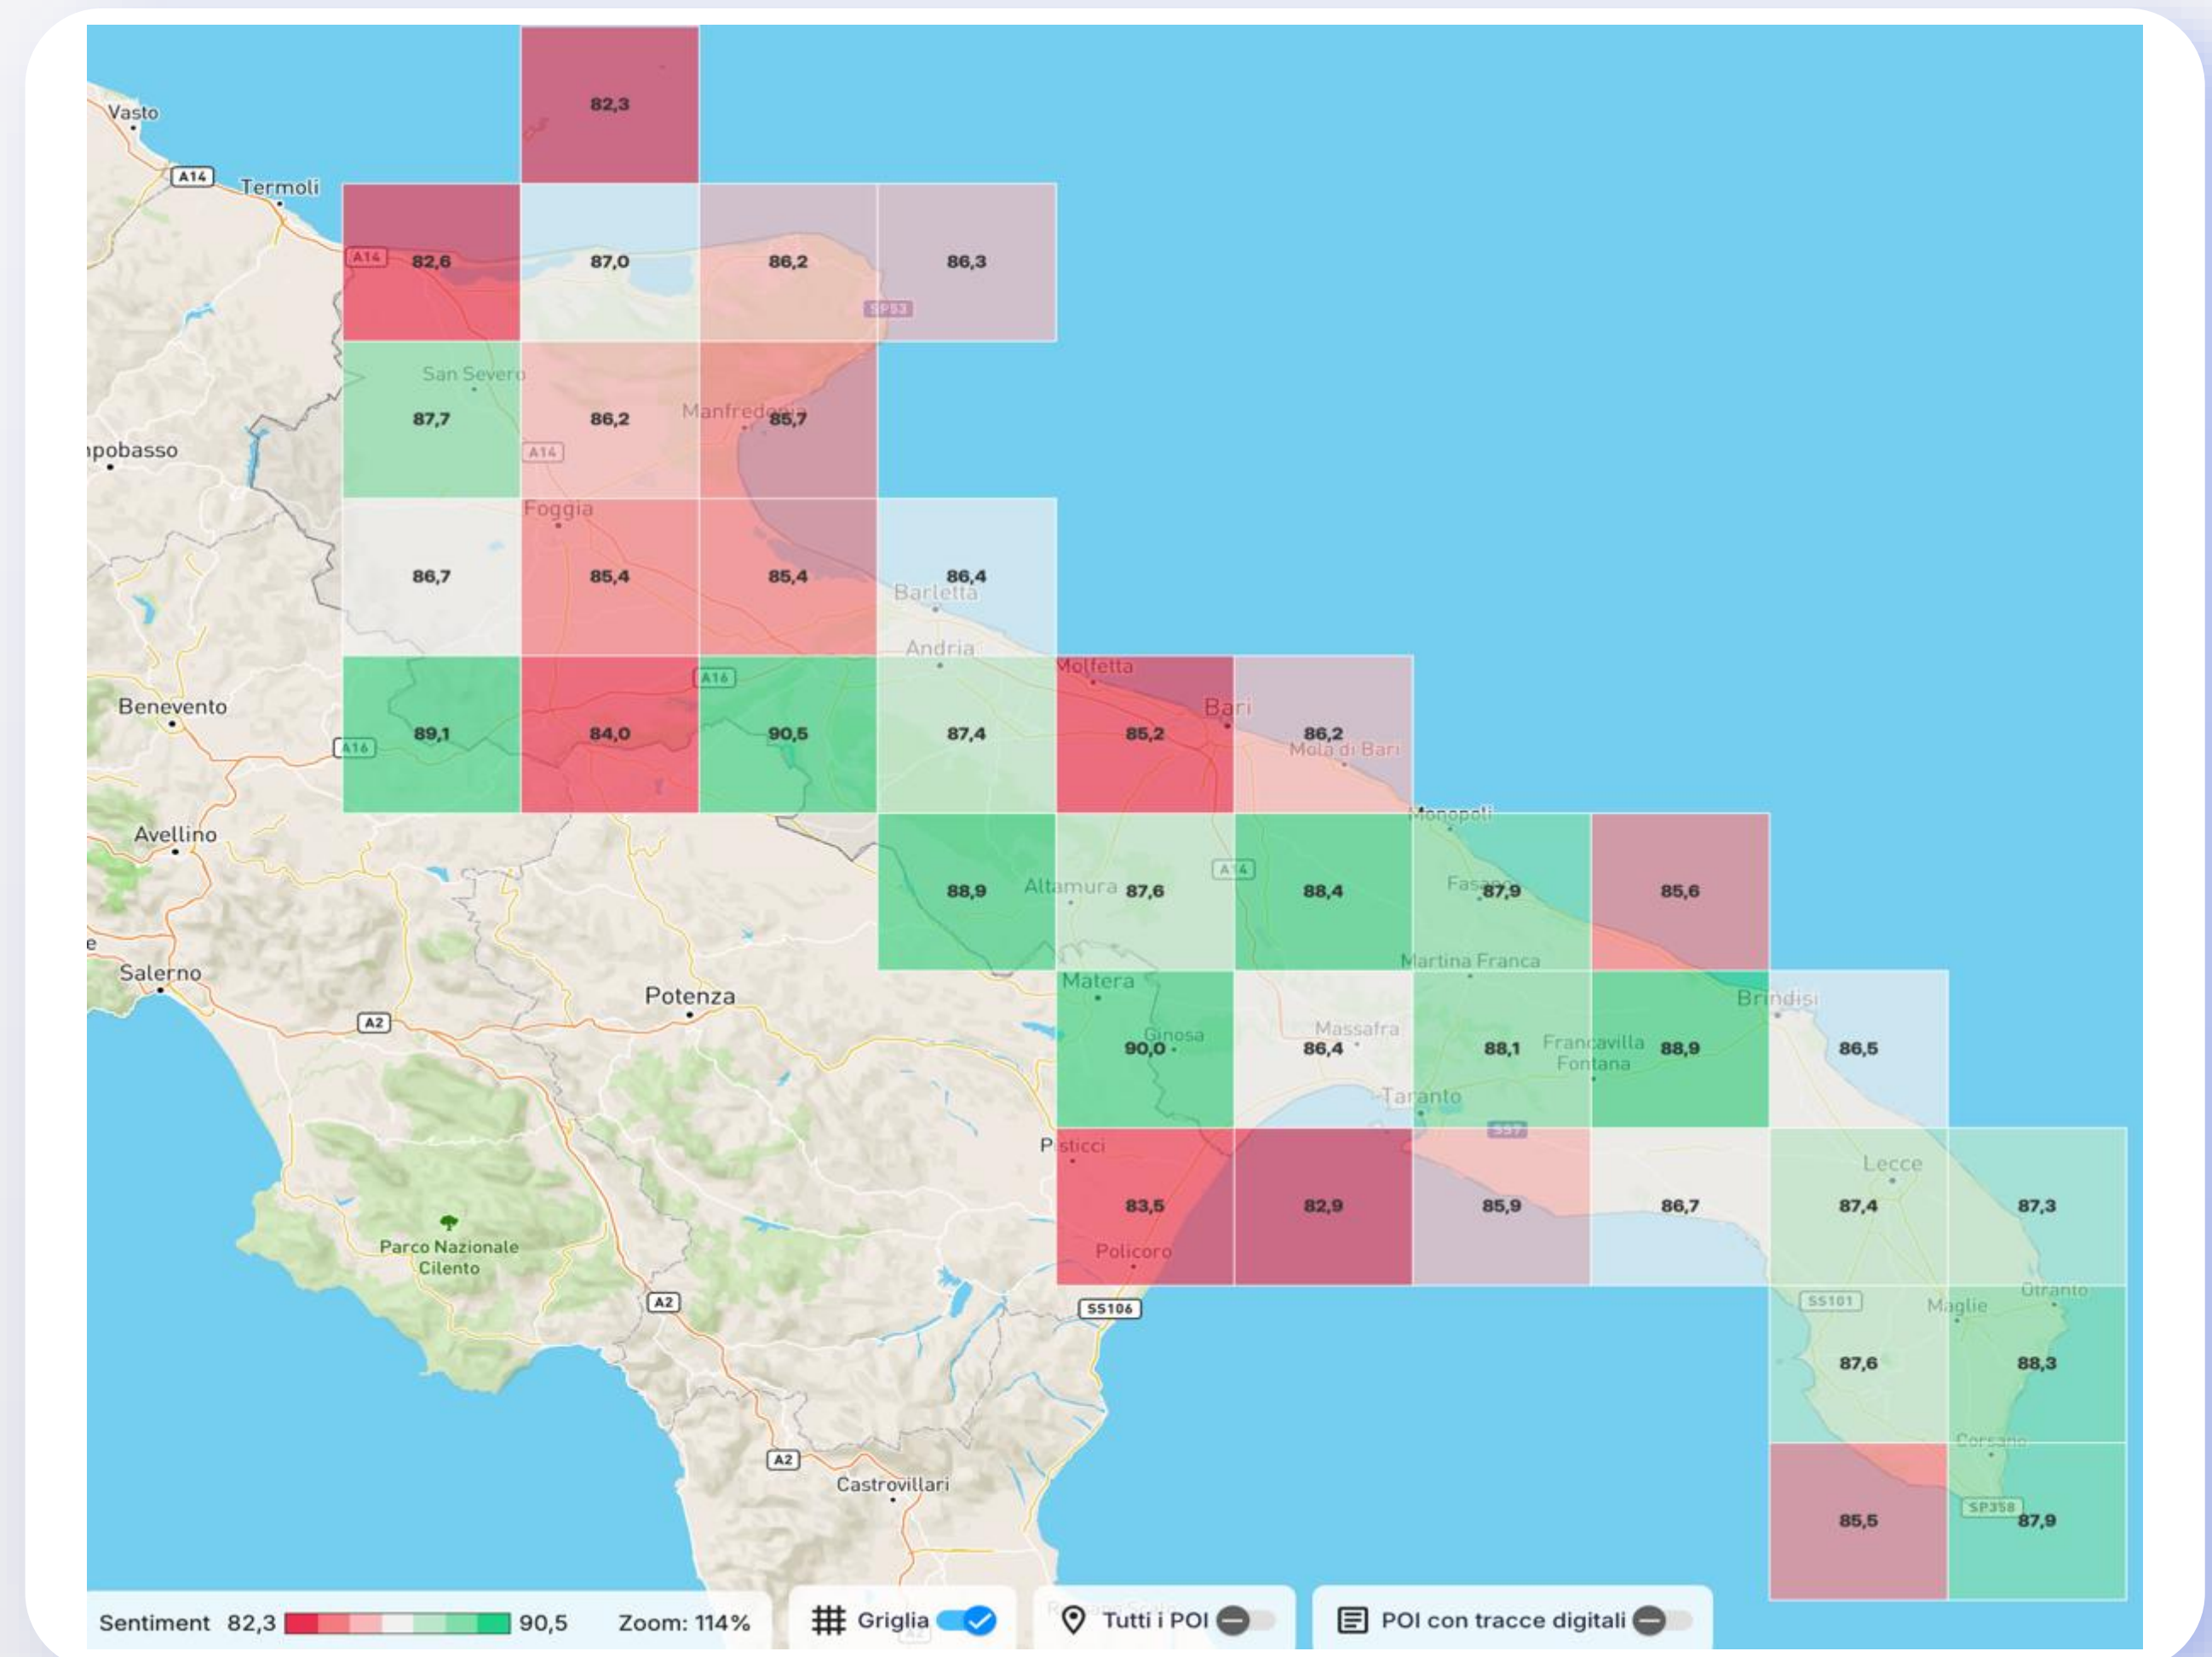 82,3
Vasto
A14
Termoli
A14
82,6
87,0
86,2
86,3
SP53
San Severo
87,7
86,2
Manfredonia
85,7
mpobasso
A14
Foggia
86,7
85,4
85,4
86,4
Barletta
Andria
Molfetta
A16
Benevento
Bari
A16
89,1
84,0
90,5
87,4
85,2
86,2
Mola di Bari
Monopoli
Avellino
A14
88,9
Altamura
87,6
88,4
Fasano
87,9
85,6
e
Salerno
Martina Franca
Matera
Potenza
Brindisi
A2
Ginosa
90,0
Massafra
86,4
88,1
Francavilla
Fontana
88,9
86,5
Taranto
Pisticci
Lecce
83,5
82,9
85,9
86,7
87,4
87,3
Parco Nazionale
Cilento
Policoro
A2
SS106
SS101
Maglie
Otranto
87,6
88,3
A2
Corsano
Castrovillari
SP358
85,5
87,9
Sentiment 82,3 90,5 Zoom: 114% Griglia Tutti i POI POI con tracce digitali